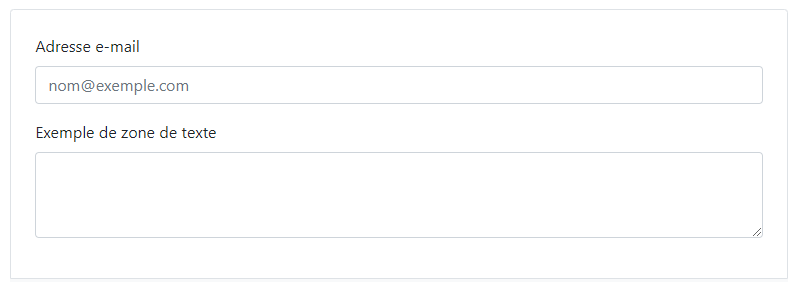 Adresse e-mail
nom@exemple.com
Exemple de zone de texte